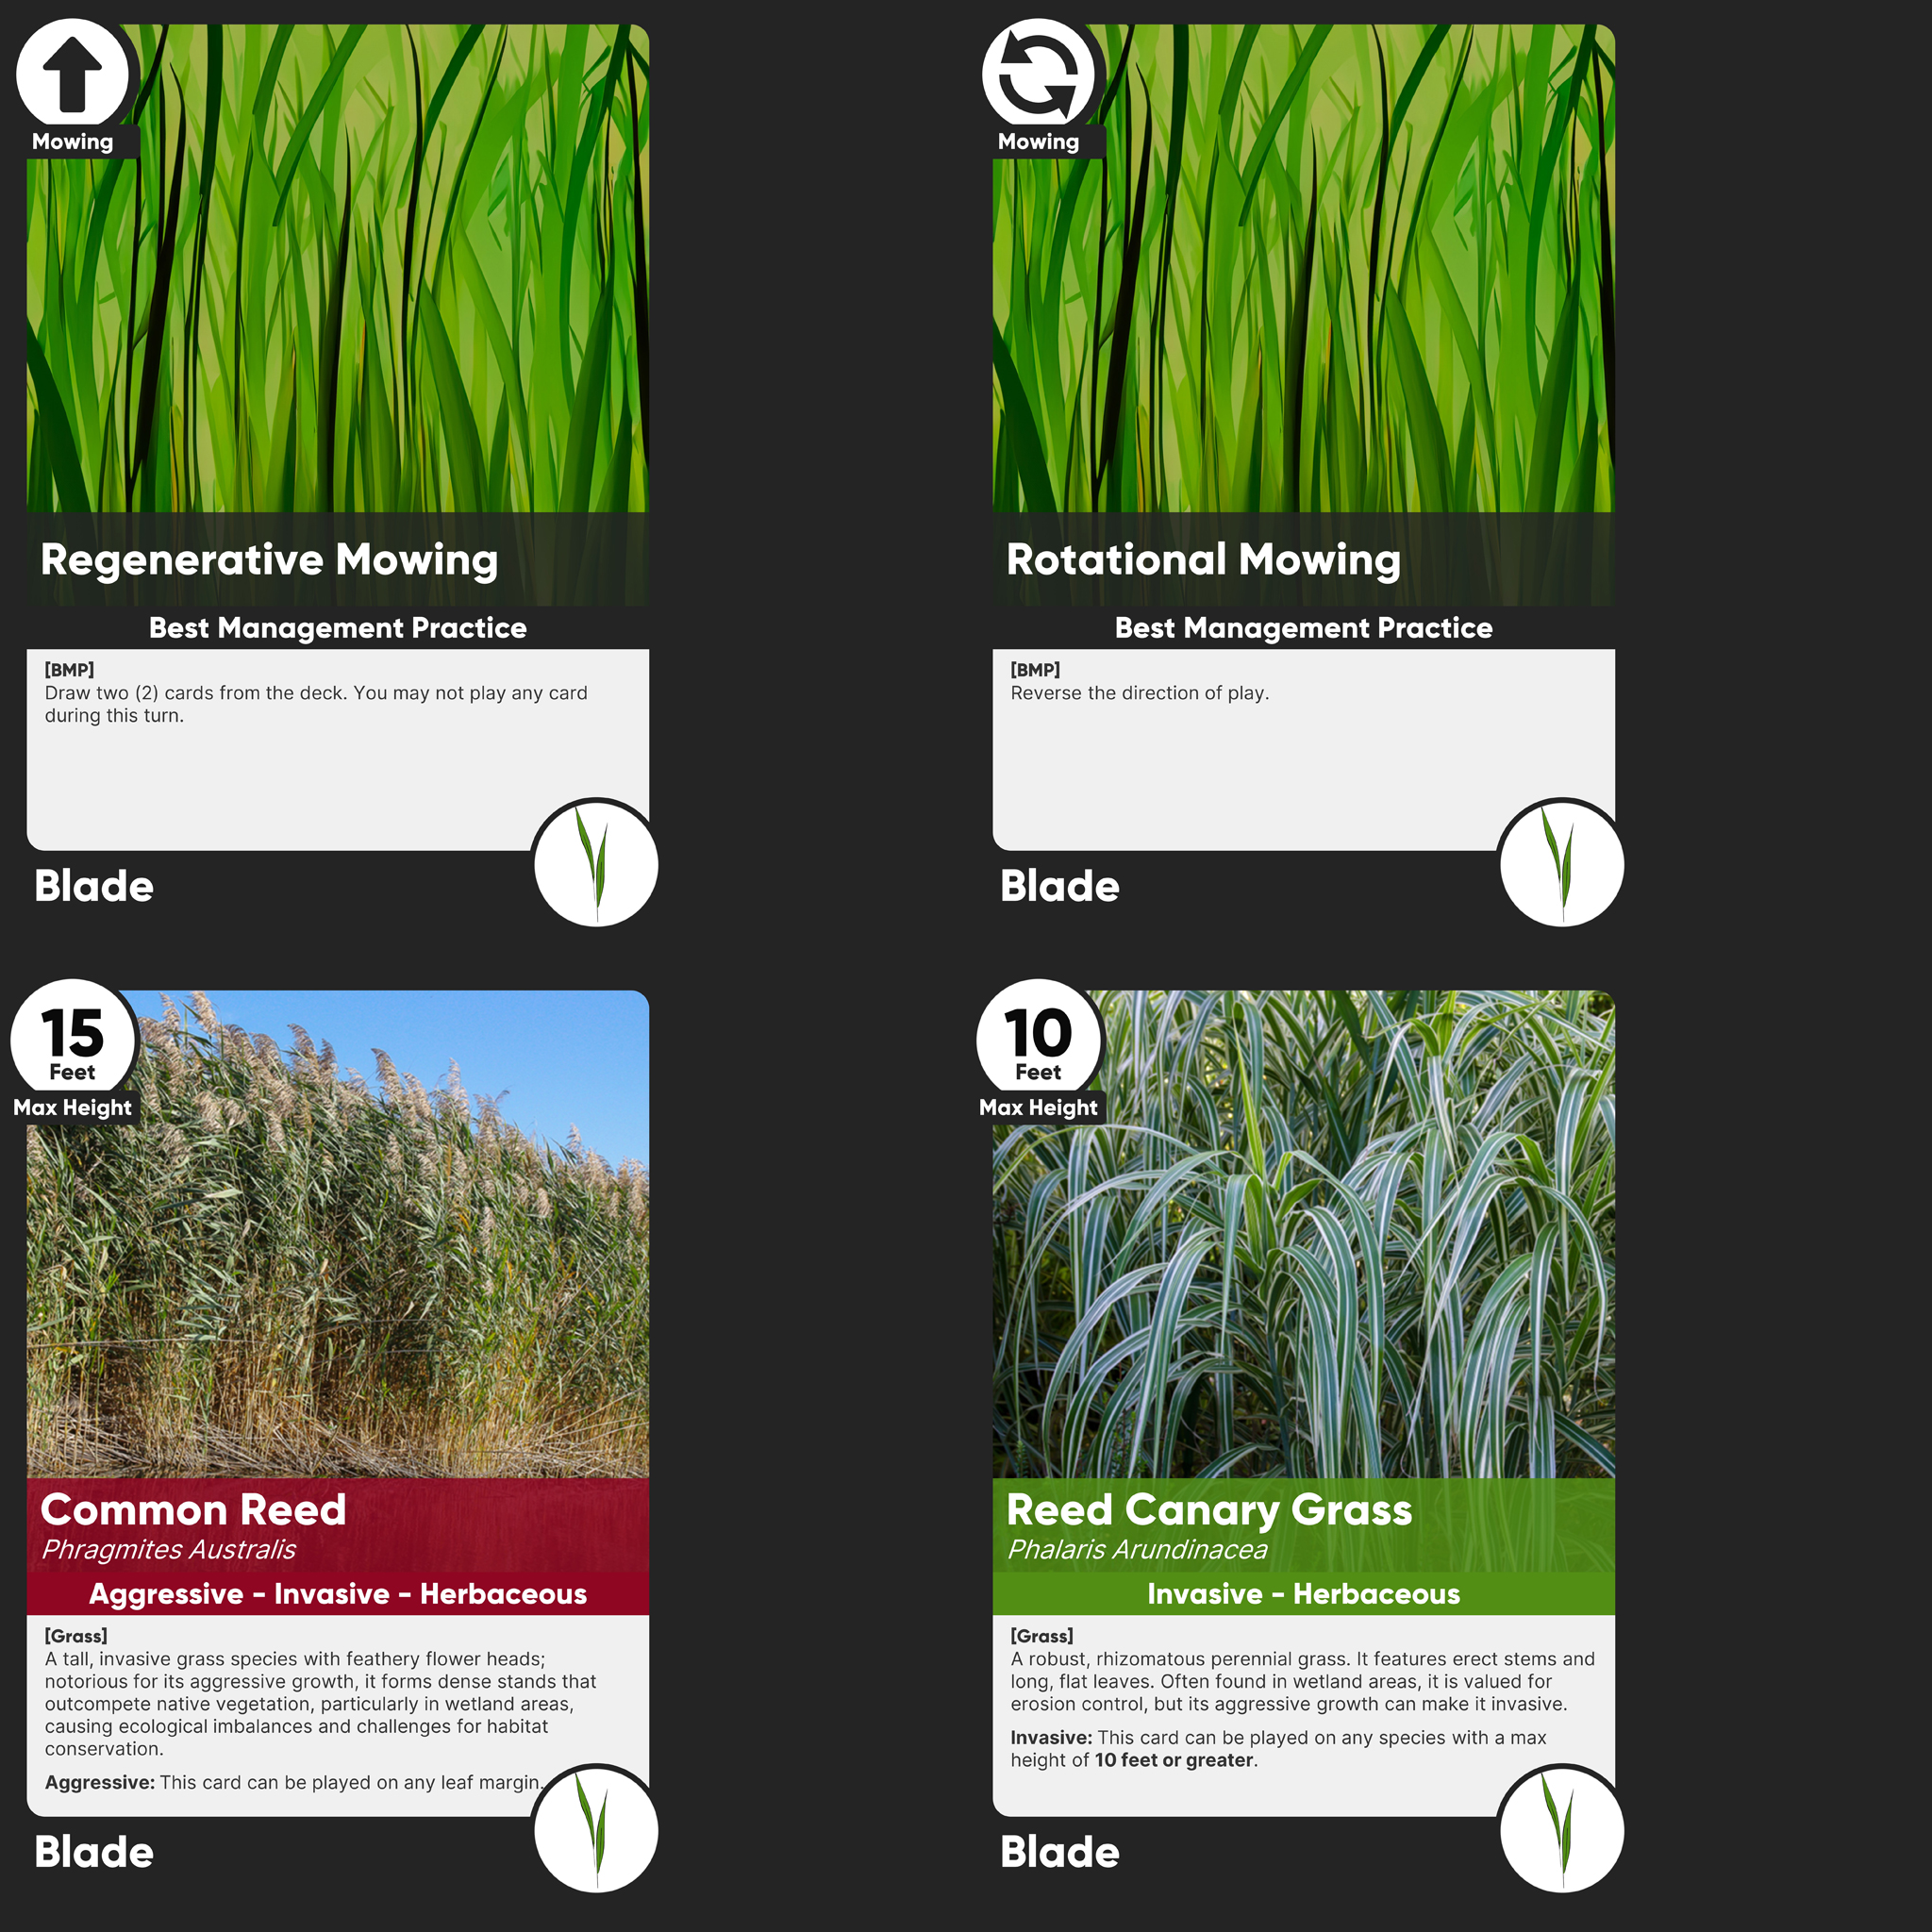 Mowing
Regenerative Mowing
Best Management Practice
[BMP]
Draw two (2) cards from the deck. You may not play any card
during this turn.
Blade
Mowing
Rotational Mowing
Best Management Practice
[BMP]
Reverse the direction of play.
Blade
15
Feet
Max Height
Common Reed
Phragmites Australis
Aggressive - Invasive - Herbaceous
[Grass]
A tall, invasive grass species with feathery flower heads;
notorious for its aggressive growth, it forms dense stands that
outcompete native vegetation, particularly in wetland areas,
causing ecological imbalances and challenges for habitat
conservation.
Aggressive: This card can be played on any leaf margin.
Blade
10
Feet
Max Height
Reed Canary Grass
Phalaris Arundinacea
Invasive - Herbaceous
[Grass]
A robust, rhizomatous perennial grass. It features erect stems and
long, flat leaves. Often found in wetland areas, it is valued for
erosion control, but its aggressive growth can make it invasive.
Invasive: This card can be played on any species with a max
height of 10 feet or greater.
Blade